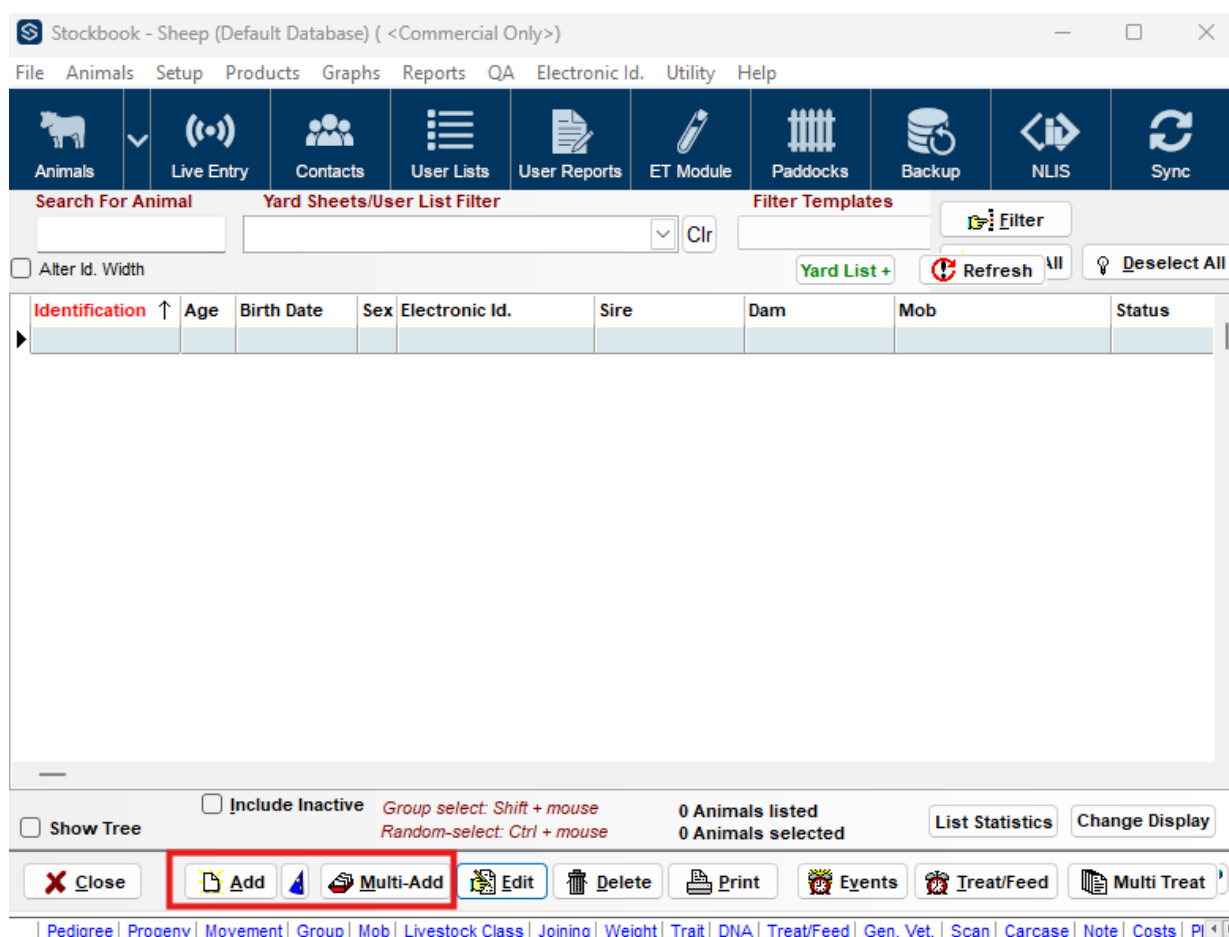 Stockbook - Sheep (Default Database) ( <Commercial Only>)
File Animals Setup Products Graphs Reports QA Electronic Id. Utility Help
Animals Live Entry Contacts User Lists User Reports ET Module Paddocks Backup NLIS Sync
Search For Animal Yard Sheets/User List Filter Filter Templates
Filter
Clr
Alter Id. Width Yard List + Refresh All Deselect All
Identification ↑ Age Birth Date Sex Electronic Id. Sire Dam Mob Status
Include Inactive Group select: Shift + mouse 0 Animals listed
Show Tree Random-select: Ctrl + mouse 0 Animals selected List Statistics Change Display
Close Add Multi-Add Edit Delete Print Events Treat/Feed Multi Treat
| Pedigree | Progeny | Movement | Group | Mob | Livestock Class | Joining | Weight | Trait | DNA | Treat/Feed | Gen. Vet. | Scan | Carcase | Note | Costs |